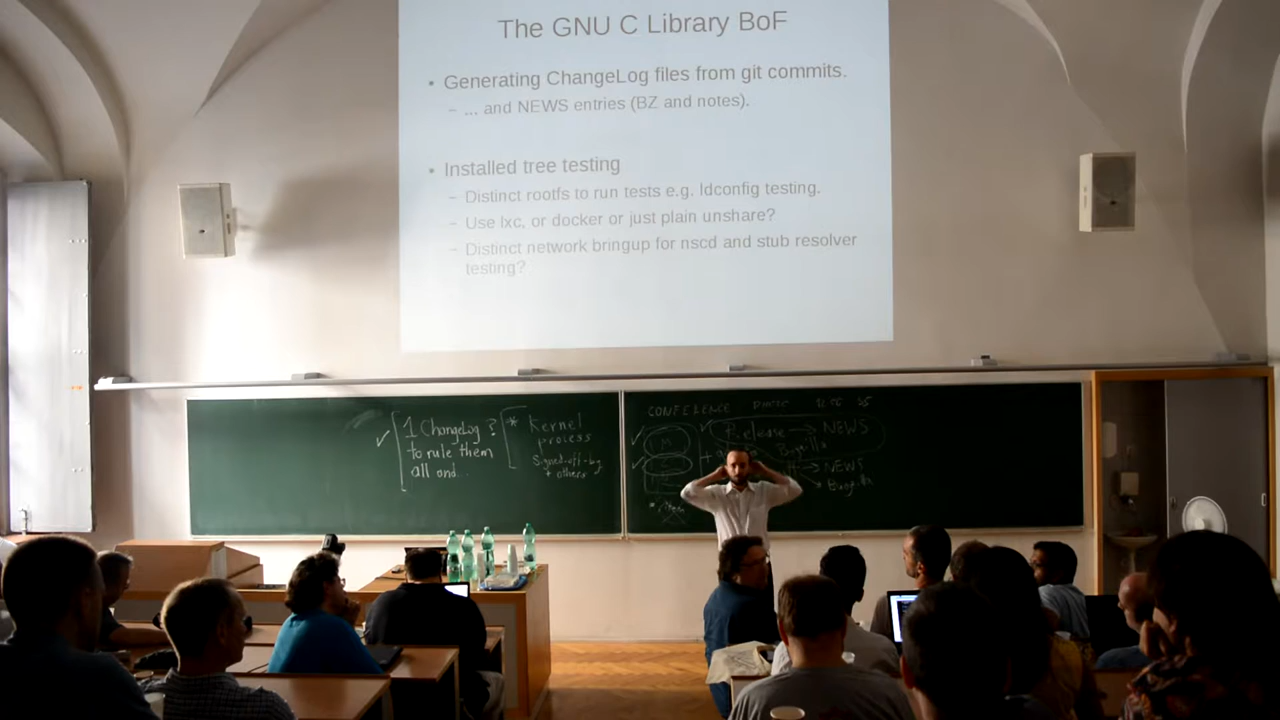 The GNU C Library BoF
• Generating ChangeLog files from git commits.
– ... and NEWS entries (BZ and notes).
• Installed tree testing
– Distinct rootfs to run tests e.g. ldconfig testing.
– Use lxc, or docker or just plain unshare?
– Distinct network bringup for nscd and stub resolver
testing?
1 ChangeLog ?
to rule them
all and...
* Kernel
process
Signed-off-by
+ others
CONFERENCE
Release → NEWS
Bugzilla
→ NEWS
Bugzilla